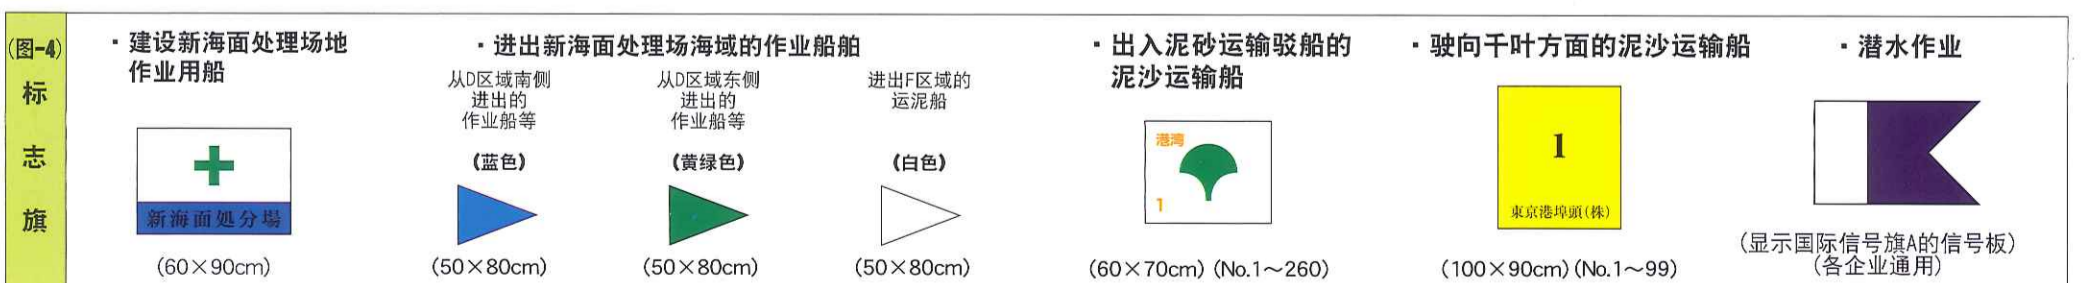 (图-4)
标
志
旗
·建设新海面处理场地
作业用船
新海面処分場
(60×90cm)
·进出新海面处理场海域的作业船舶
从D区域南侧
进出的
作业船等
(蓝色)
(50×80cm)
从D区域东侧
进出的
作业船等
(黄绿色)
(50×80cm)
进出F区域的
运泥船
(白色)
(50×80cm)
·出入泥砂运输驳船的
泥沙运输船
港湾
1
(60×70cm) (No.1～260)
·驶向千叶方面的泥沙运输船
1
東京港埠頭(株)
(100×90cm) (No.1～99)
·潜水作业
(显示国际信号旗A的信号板)
(各企业通用)